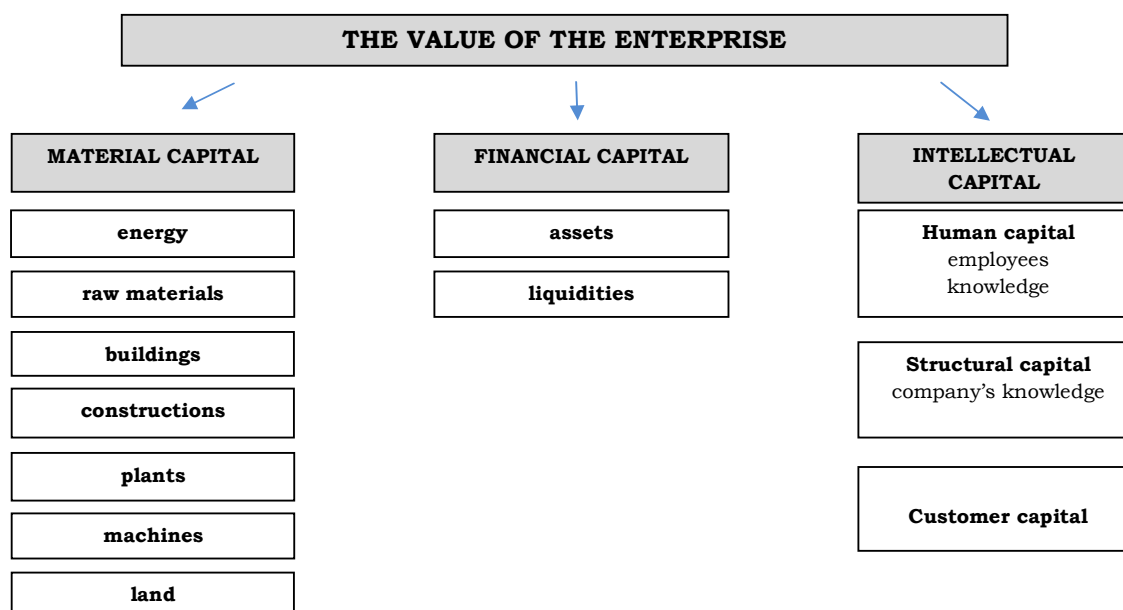 THE VALUE OF THE ENTERPRISE
MATERIAL CAPITAL
energy
raw materials
buildings
constructions
plants
machines
land
FINANCIAL CAPITAL
assets
liquidities
INTELLECTUAL
CAPITAL
Human capital
employees
knowledge
Structural capital
company’s knowledge
Customer capital